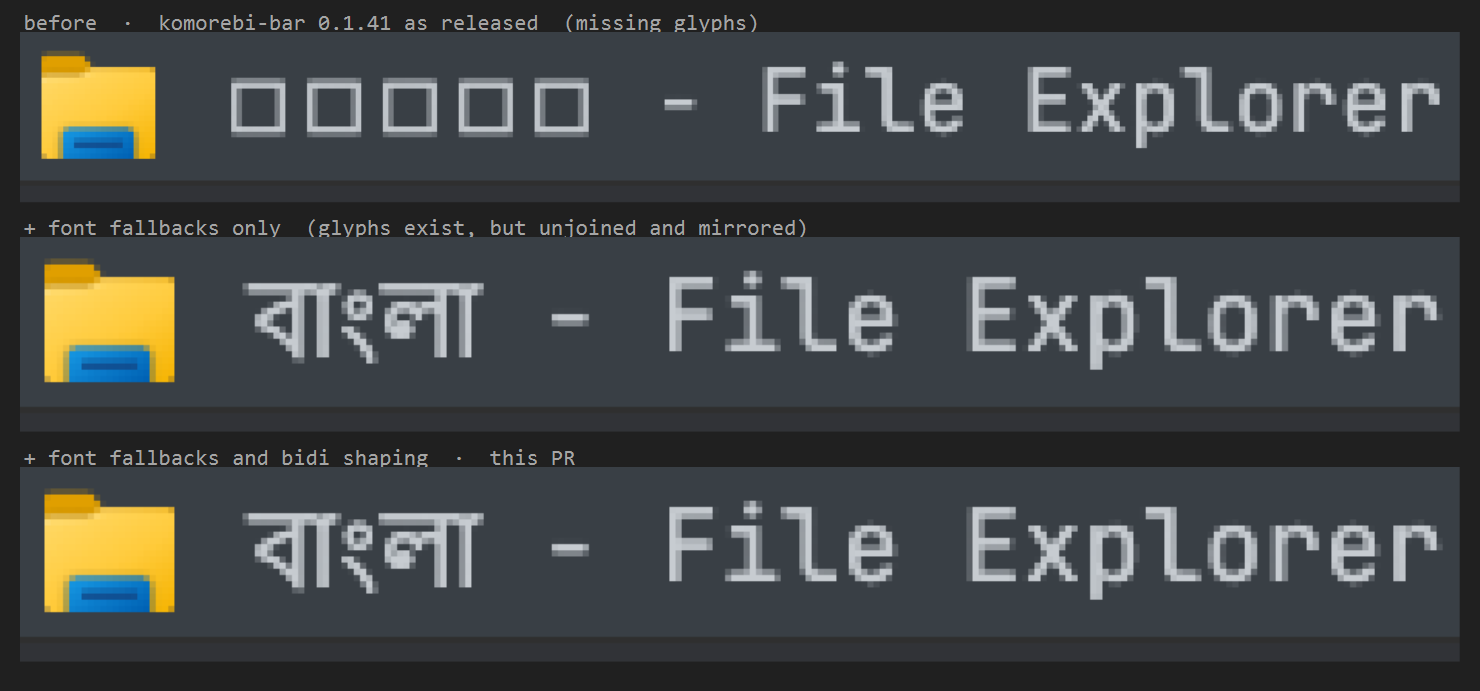 before · komorebi-bar 0.1.41 as released (missing glyphs)
□□□□□ - File Explorer
+ font fallbacks only (glyphs exist, but unjoined and mirrored)
বাংলা - File Explorer
+ font fallbacks and bidi shaping · this PR
বাংলা - File Explorer